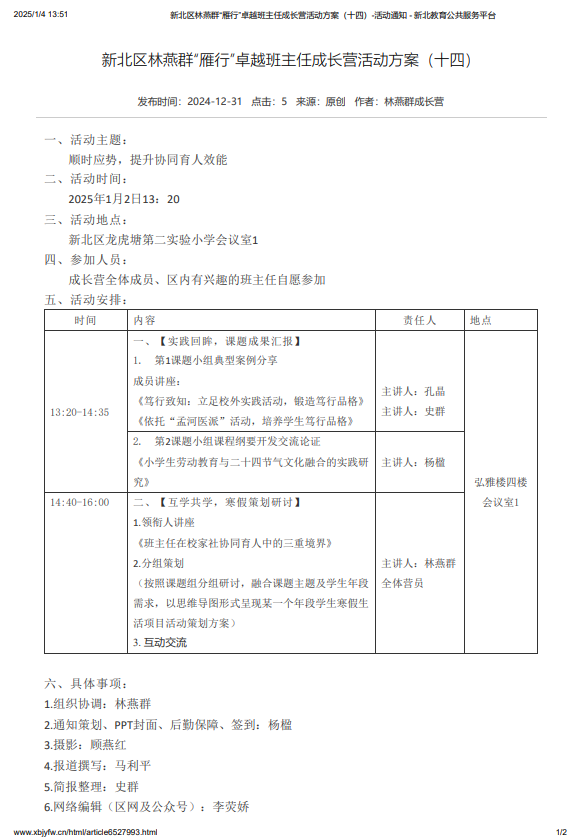 2025/1/4 13:51
新北区林燕群“雁行”卓越班主任成长营活动方案（十四）-活动通知 - 新北教育公共服务平台
新北区林燕群“雁行”卓越班主任成长营活动方案（十四）
发布时间：2024-12-31 点击：5 来源：原创 作者：林燕群成长营
一、活动主题：
顺时应势，提升协同育人效能
二、活动时间：
2025年1月2日13：20
三、活动地点：
新北区龙虎塘第二实验小学会议室1
四、参加人员：
成长营全体成员、区内有兴趣的班主任自愿参加
五、活动安排：
时间 内容 责任人 地点
13:20-14:35
一、【实践回眸，课题成果汇报】
1. 第1课题小组典型案例分享
成员讲座：
《笃行致知：立足校外实践活动，锻造笃行品格》
《依托“孟河医派”活动，培养学生笃行品格》
主讲人：孔晶
主讲人：史群
2. 第2课题小组课程纲要开发交流论证
《小学生劳动教育与二十四节气文化融合的实践研
究》
主讲人：杨楹
弘雅楼四楼
会议室1
14:40-16:00
二、【互学共学，寒假策划研讨】
1.领衔人讲座
《班主任在校家社协同育人中的三重境界》
2.分组策划
（按照课题组分组研讨，融合课题主题及学生年段
需求，以思维导图形式呈现某一个年段学生寒假生
活项目活动策划方案）
3.互动交流
主讲人：林燕群
全体营员
六、具体事项：
1.组织协调：林燕群
2.通知策划、PPT封面、后勤保障、签到：杨楹
3.摄影：顾燕红
4.报道撰写：马利平
5.简报整理：史群
6.网络编辑（区网及公众号）：李荧娇
www.xbjyfw.cn/html/article6527993.html
1/2